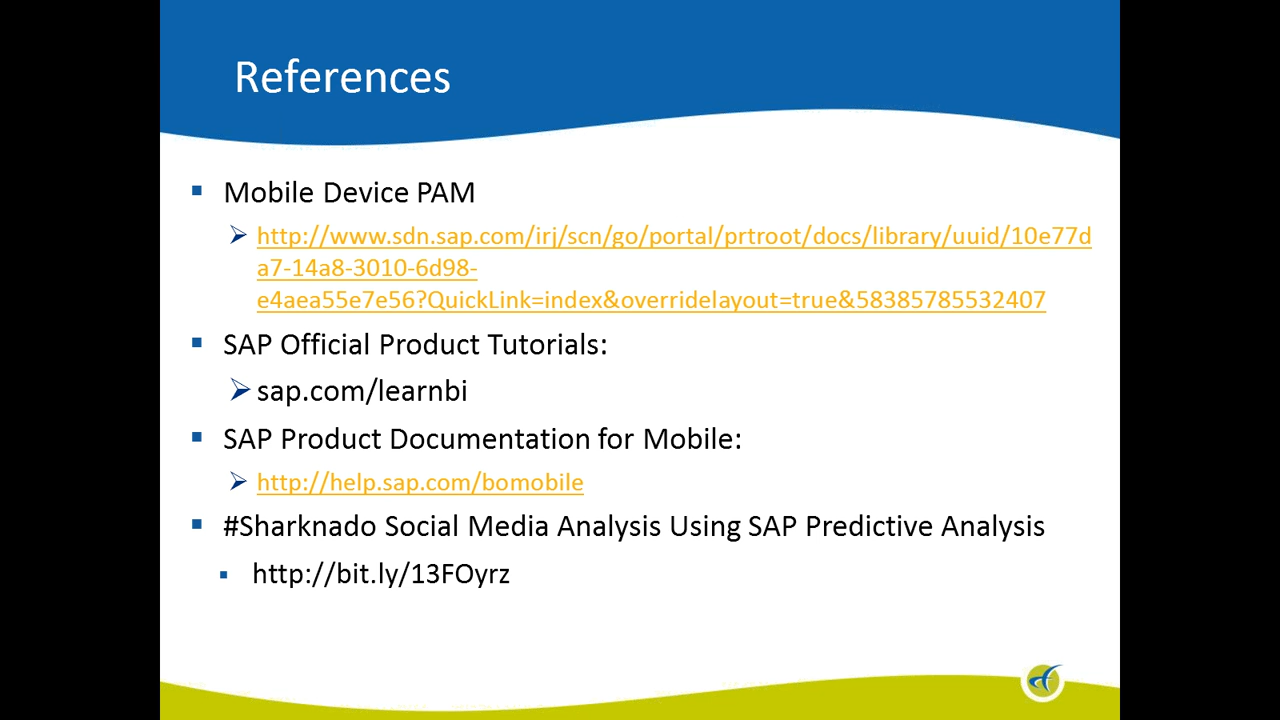 References
Mobile Device PAM
http://www.sdn.sap.com/irj/scn/go/portal/prtroot/docs/library/uuid/10e77d
a7-14a8-3010-6d98-
e4aea55e7e56?QuickLink=index&overridelayout=true&58385785532407
SAP Official Product Tutorials:
sap.com/learnbi
SAP Product Documentation for Mobile:
http://help.sap.com/bomobile
#Sharknado Social Media Analysis Using SAP Predictive Analysis
http://bit.ly/13FOyrz